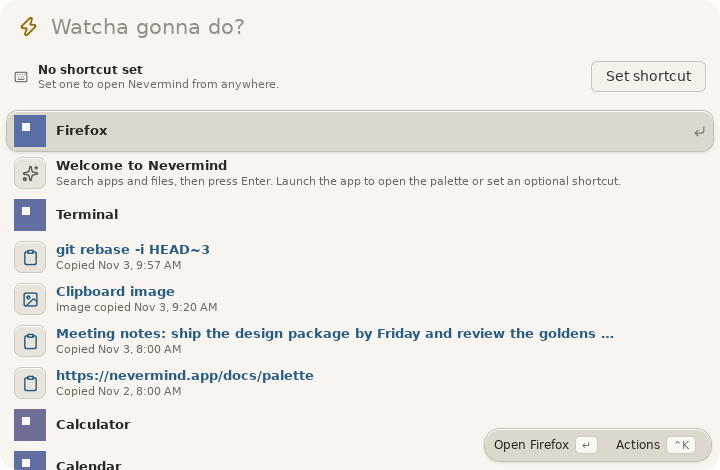 Watcha gonna do?
No shortcut set
Set one to open Nevermind from anywhere.
Set shortcut
Firefox
Welcome to Nevermind
Search apps and files, then press Enter. Launch the app to open the palette or set an optional shortcut.
Terminal
git rebase -i HEAD~3
Copied Nov 3, 9:57 AM
Clipboard image
Image copied Nov 3, 9:20 AM
Meeting notes: ship the design package by Friday and review the goldens ...
Copied Nov 3, 8:00 AM
https://nevermind.app/docs/palette
Copied Nov 2, 8:00 AM
Calculator
Open Firefox ↵ Actions ⌃K
Calendar